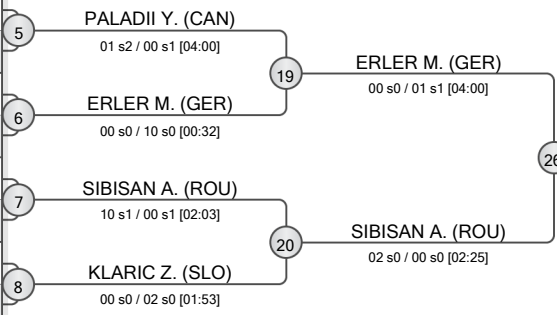 5
PALADII Y. (CAN)
01 s2 / 00 s1 [04:00]
19
ERLER M. (GER)
00 s0 / 01 s1 [04:00]
6
ERLER M. (GER)
00 s0 / 10 s0 [00:32]
26
7
SIBISAN A. (ROU)
10 s1 / 00 s1 [02:03]
20
SIBISAN A. (ROU)
02 s0 / 00 s0 [02:25]
8
KLARIC Z. (SLO)
00 s0 / 02 s0 [01:53]